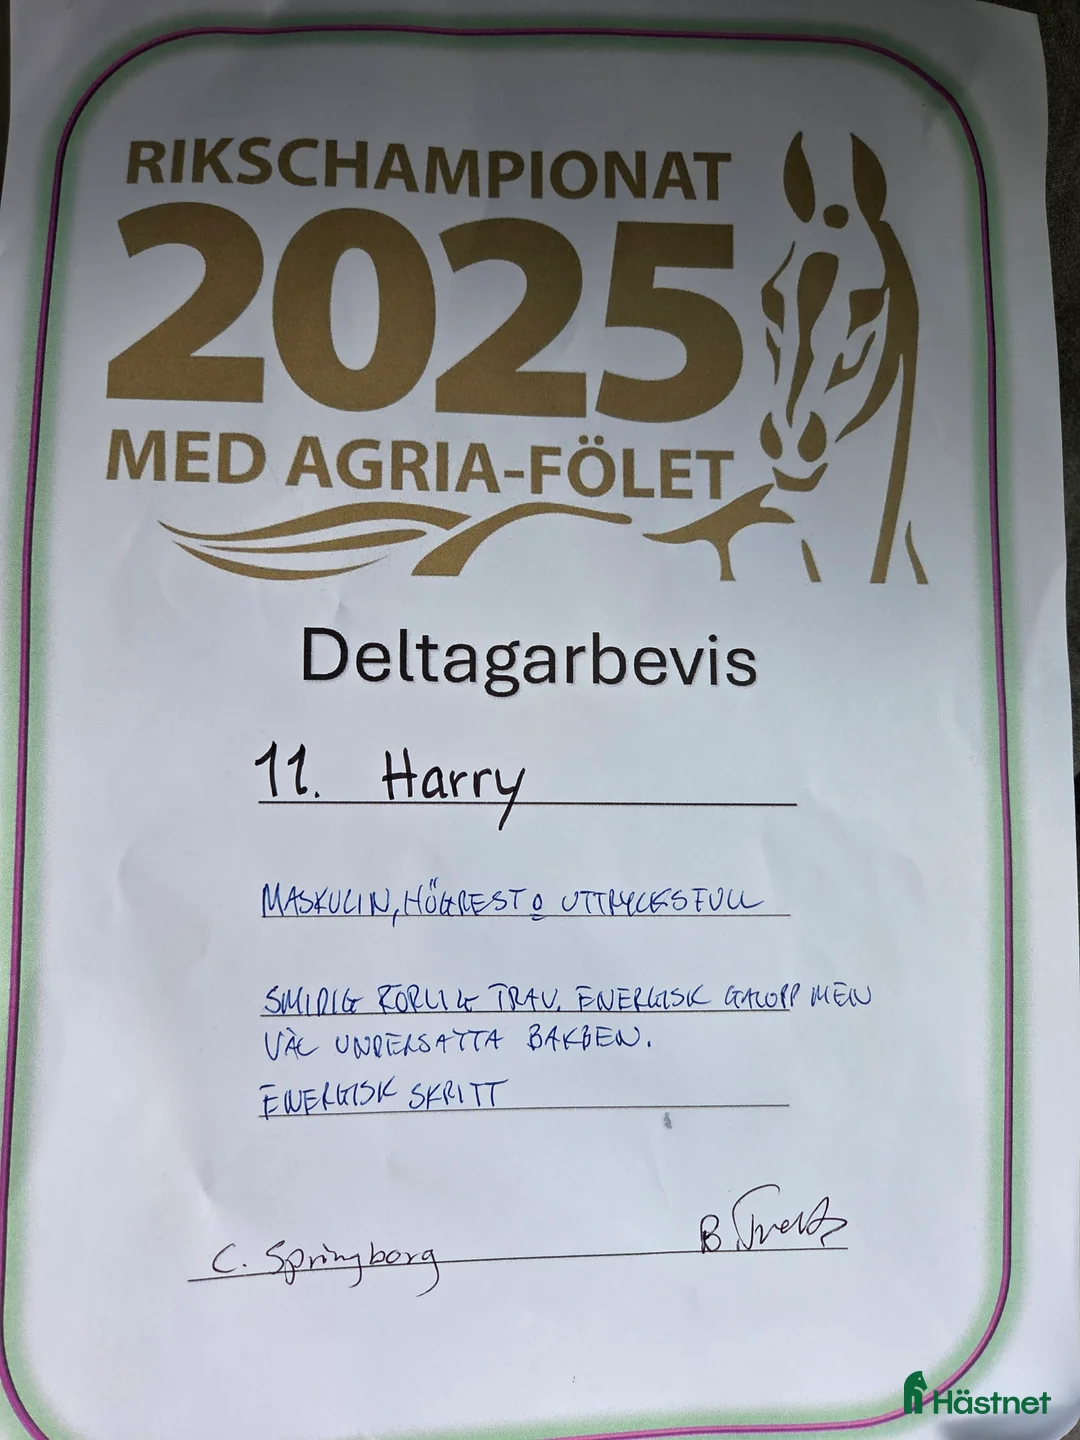 RIKSCHAMPIONAT
2025
MED AGRIA-FÖLET
Deltagarbevis
11. Harry
MASKULIN, HÖGREST o UTTRYCKSFULL
SMIDIG RÖRLIG TRAV. ENERGISK GALOPP MEN
VÄL UNDERSATTA BAKBEN.
ENERGISK SKRITT
C. Springborg
B.
Hästnet